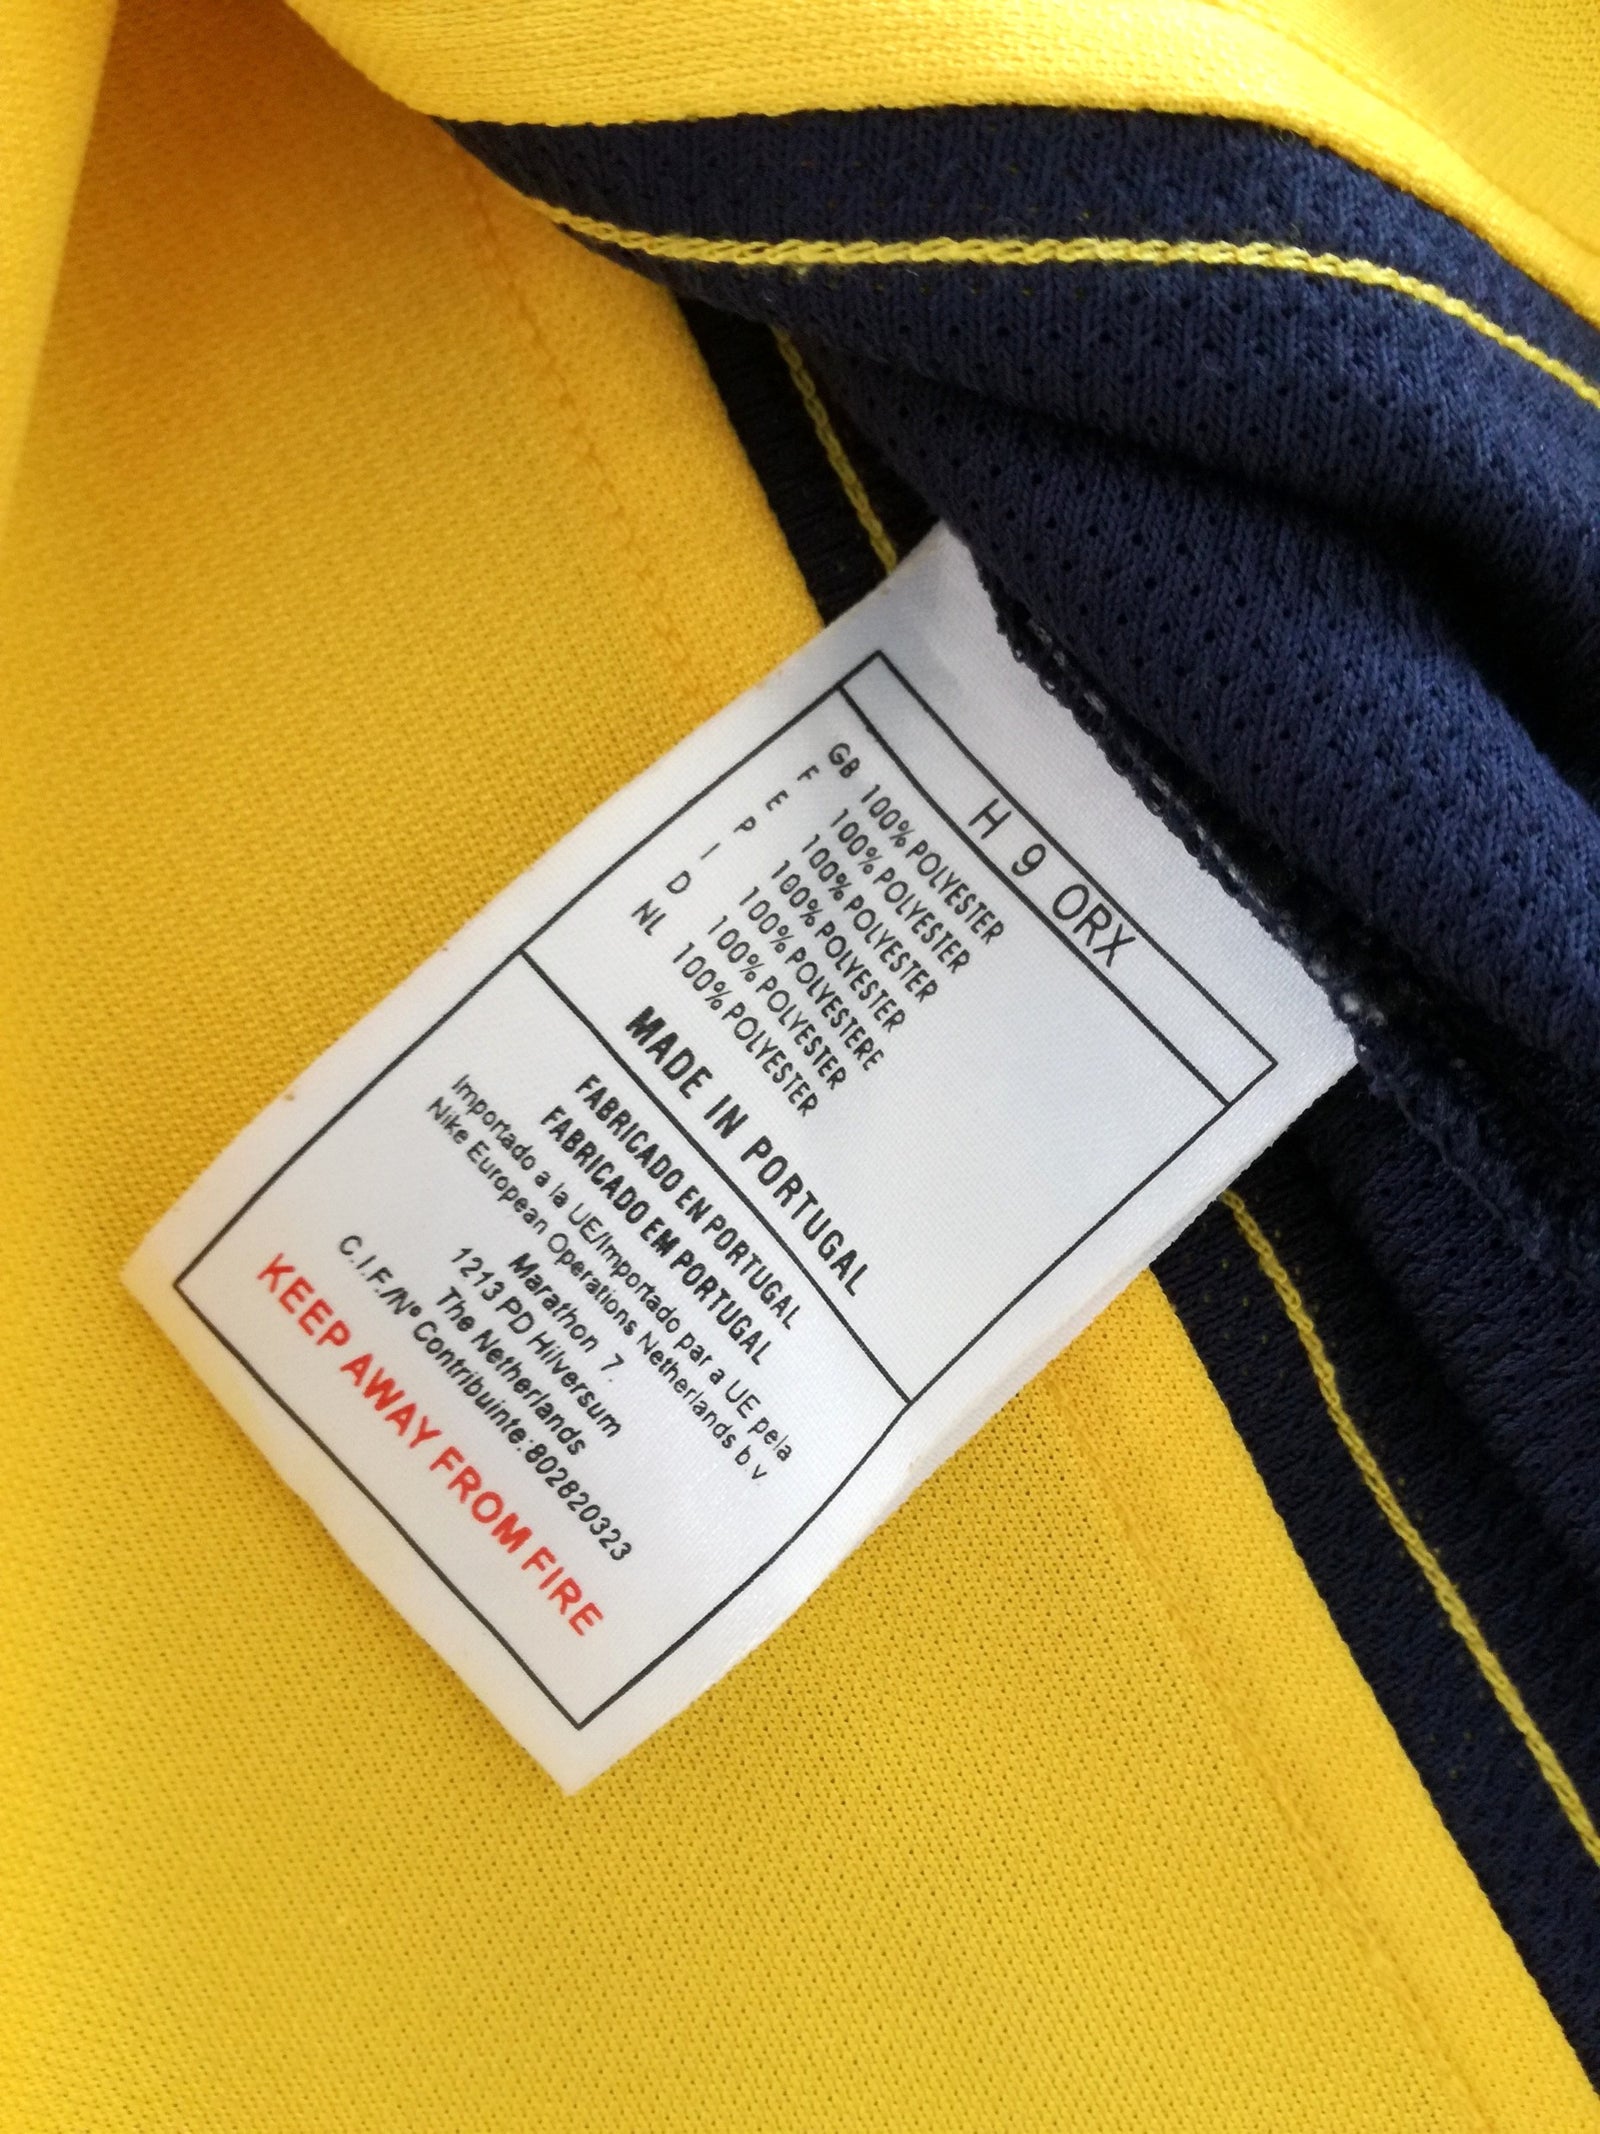 H 9 ORX
GB 100% POLYESTER
F 100% POLYESTER
E 100% POLYESTER
P 100% POLYESTER
I 100% POLYESTERE
D 100% POLYESTER
NL 100% POLYESTER
MADE IN PORTUGAL
FABRICADO EN PORTUGAL
FABRICADO EM PORTUGAL
Importado a la UE/Importado par a UE pela
Nike European Operations Netherlands b.v.
Marathon 7.
1213 PD Hilversum
The Netherlands
C.I.F./Nº Contribuinte:802820323
KEEP AWAY FROM FIRE